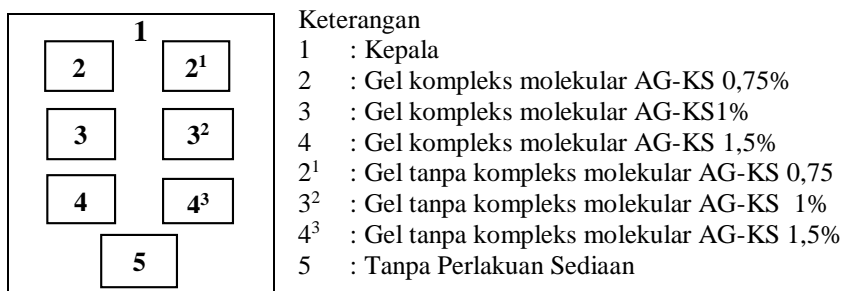 1
2 2¹
3 3²
4 4³
5
Keterangan
1 : Kepala
2 : Gel kompleks molekular AG-KS 0,75%
3 : Gel kompleks molekular AG-KS1%
4 : Gel kompleks molekular AG-KS 1,5%
2¹ : Gel tanpa kompleks molekular AG-KS 0,75
3² : Gel tanpa kompleks molekular AG-KS 1%
4³ : Gel tanpa kompleks molekular AG-KS 1,5%
5 : Tanpa Perlakuan Sediaan